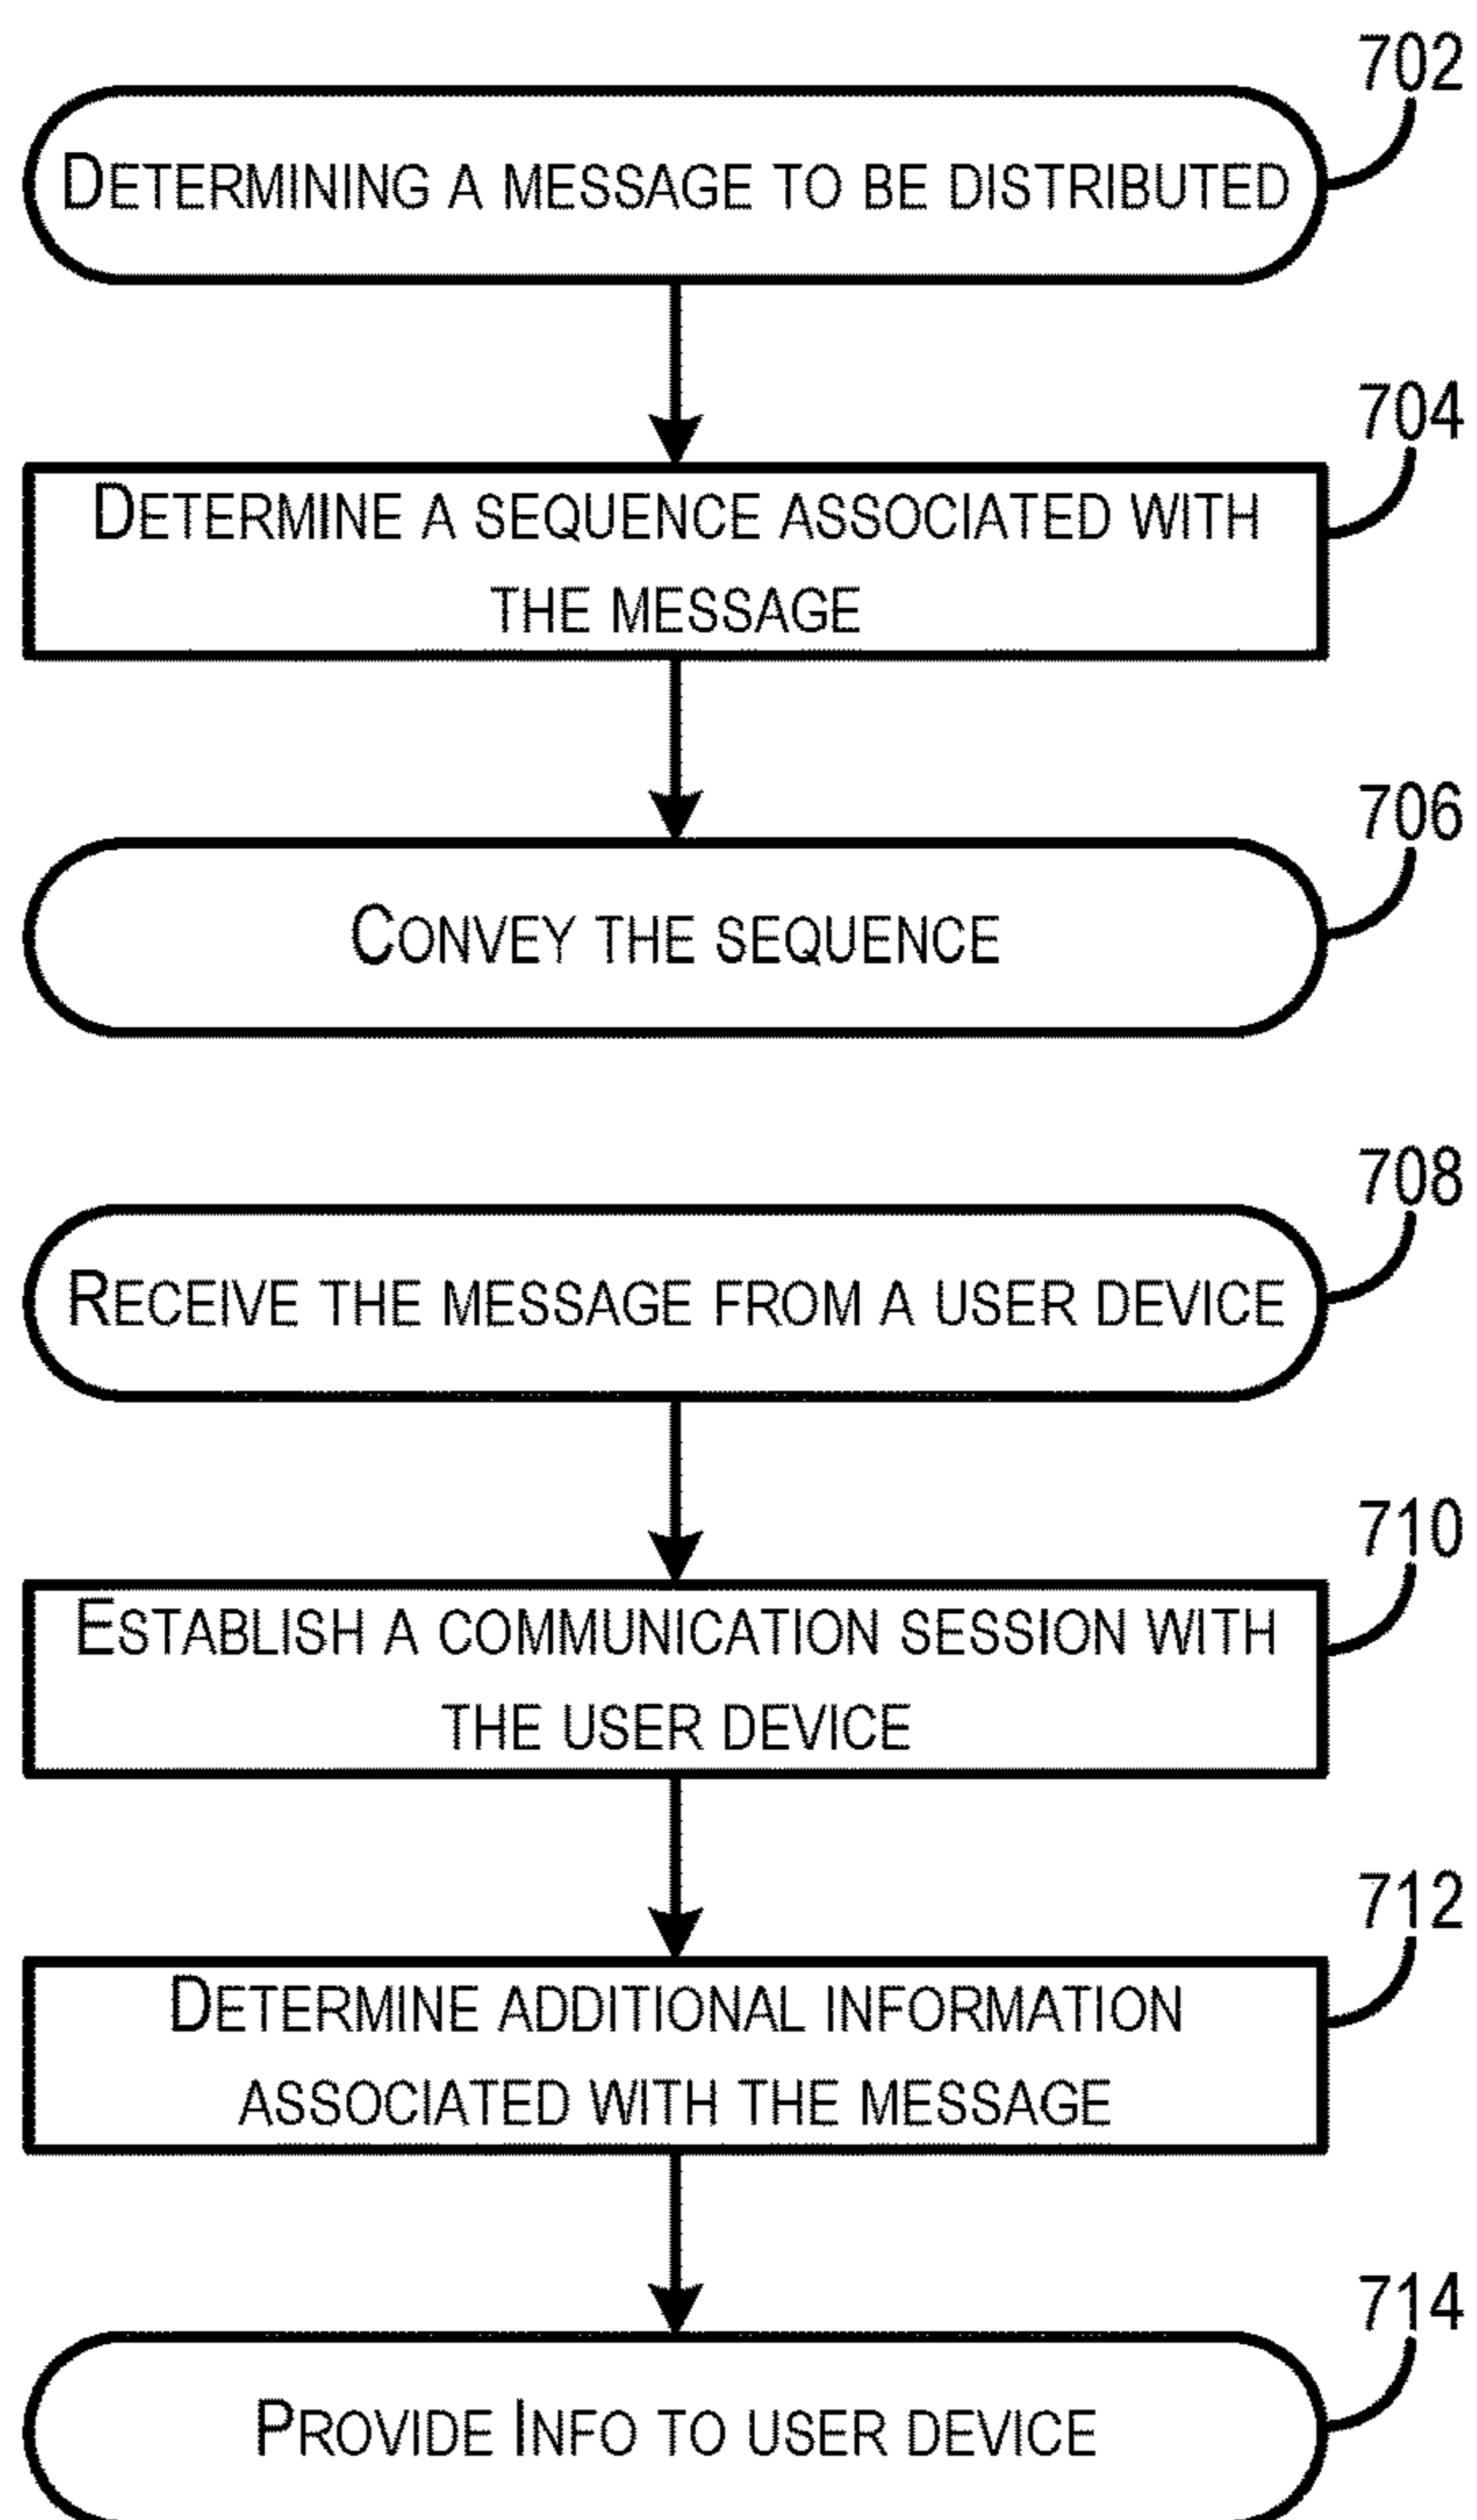 702
DETERMINING A MESSAGE TO BE DISTRIBUTED
704
DETERMINE A SEQUENCE ASSOCIATED WITH
THE MESSAGE
706
CONVEY THE SEQUENCE
708
RECEIVE THE MESSAGE FROM A USER DEVICE
710
ESTABLISH A COMMUNICATION SESSION WITH
THE USER DEVICE
712
DETERMINE ADDITIONAL INFORMATION
ASSOCIATED WITH THE MESSAGE
714
PROVIDE INFO TO USER DEVICE